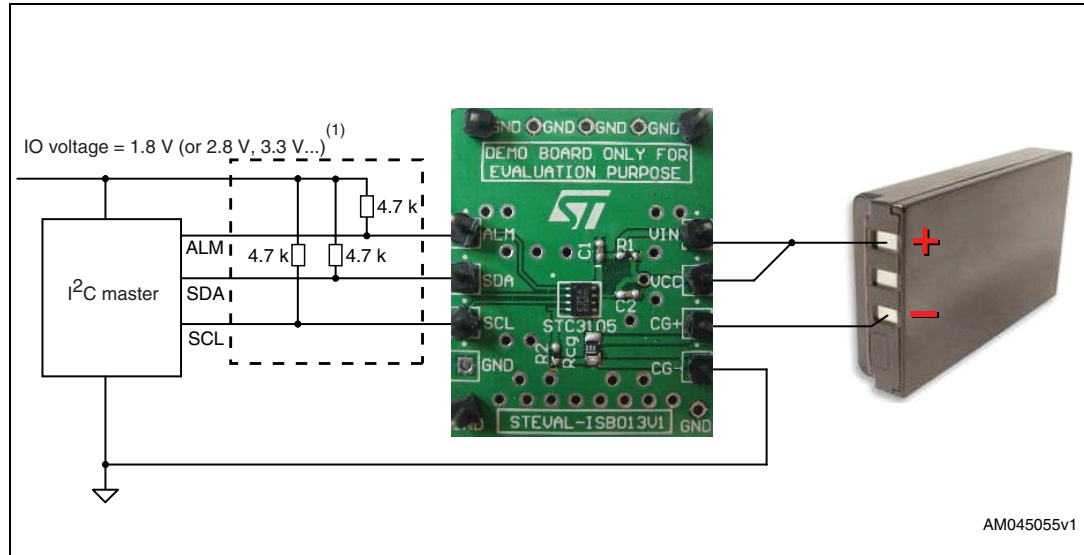 IO voltage = 1.8 V (or 2.8 V, 3.3 V...)(1)
4.7 k
4.7 k
4.7 k
ALM
SDA
SCL
I2C master
GND GND GND GND
DEMO BOARD ONLY FOR
EVALUATION PURPOSE
ST
ALM
VIN
C1
R1
SDA
VCC
C2
STC3105
SCL
CG+
R2
Rcg
GND
CG-
STEVAL-ISB013V1
GND
+
−
AM045055v1